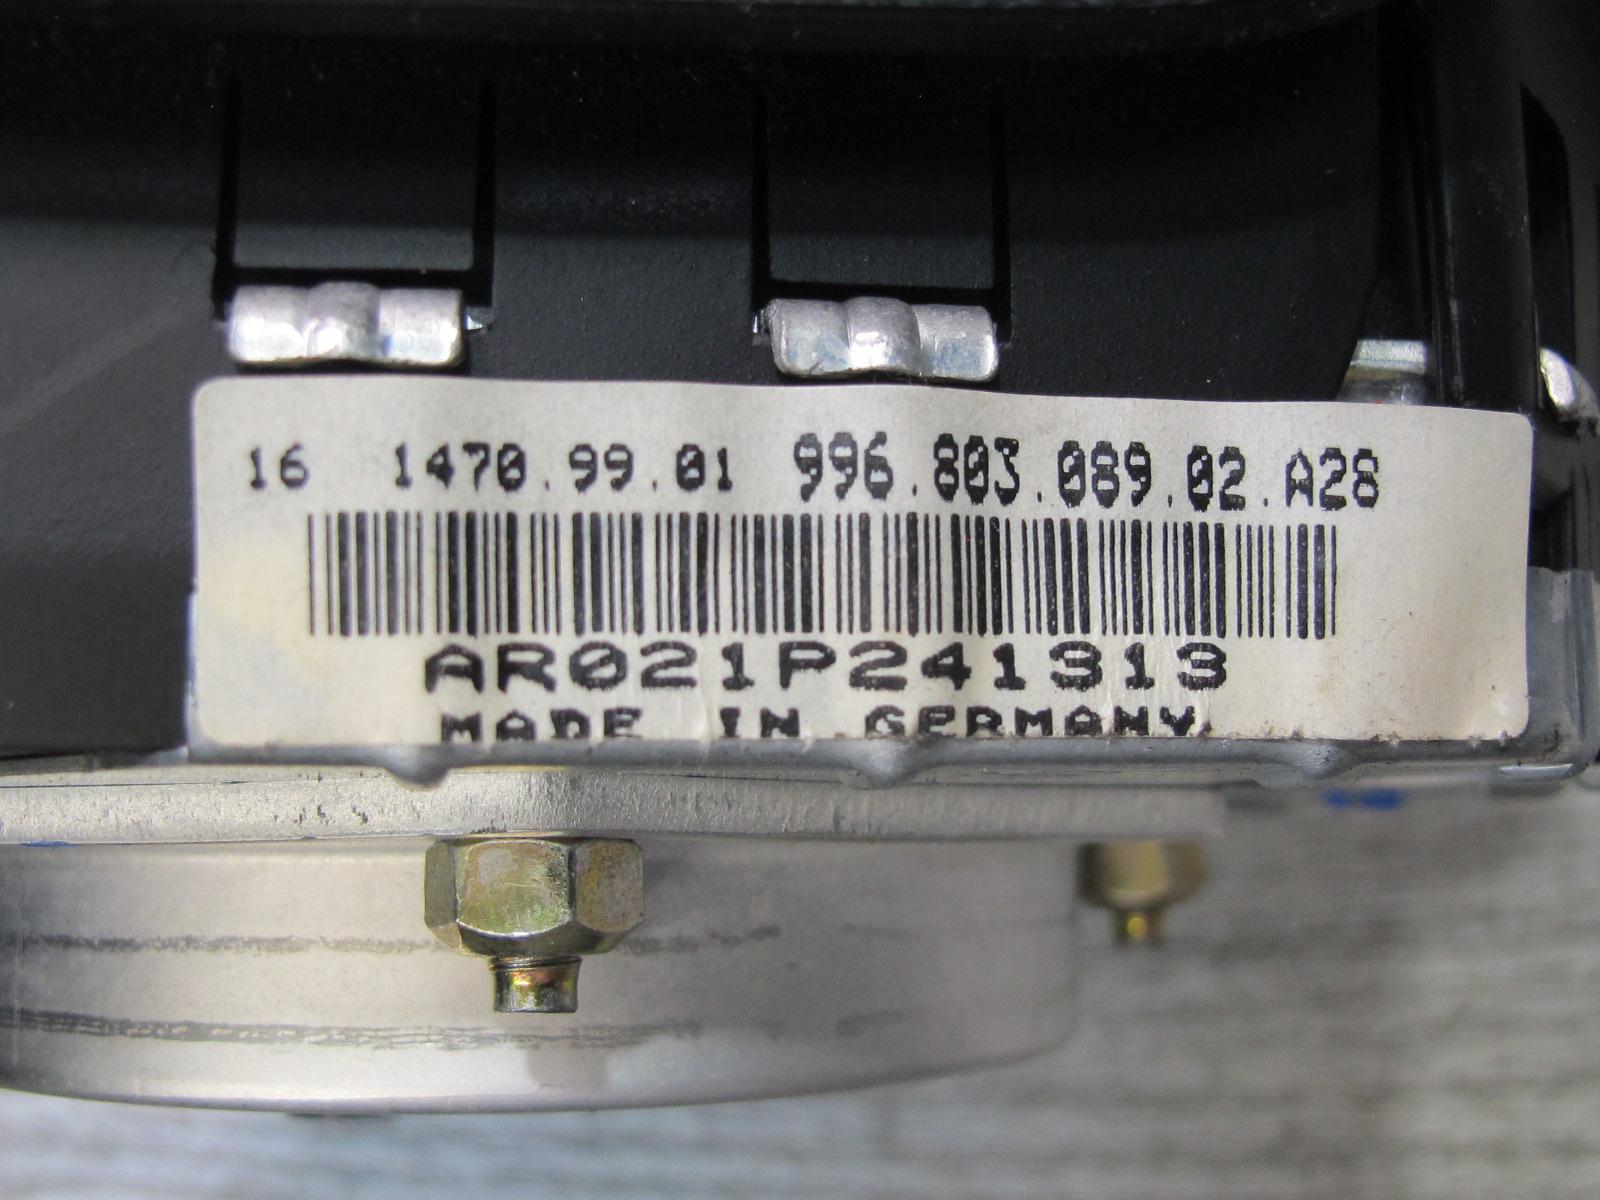 16 1470.99.01 996.803.089.02.A28
AR021P241313
MADE IN GERMANY